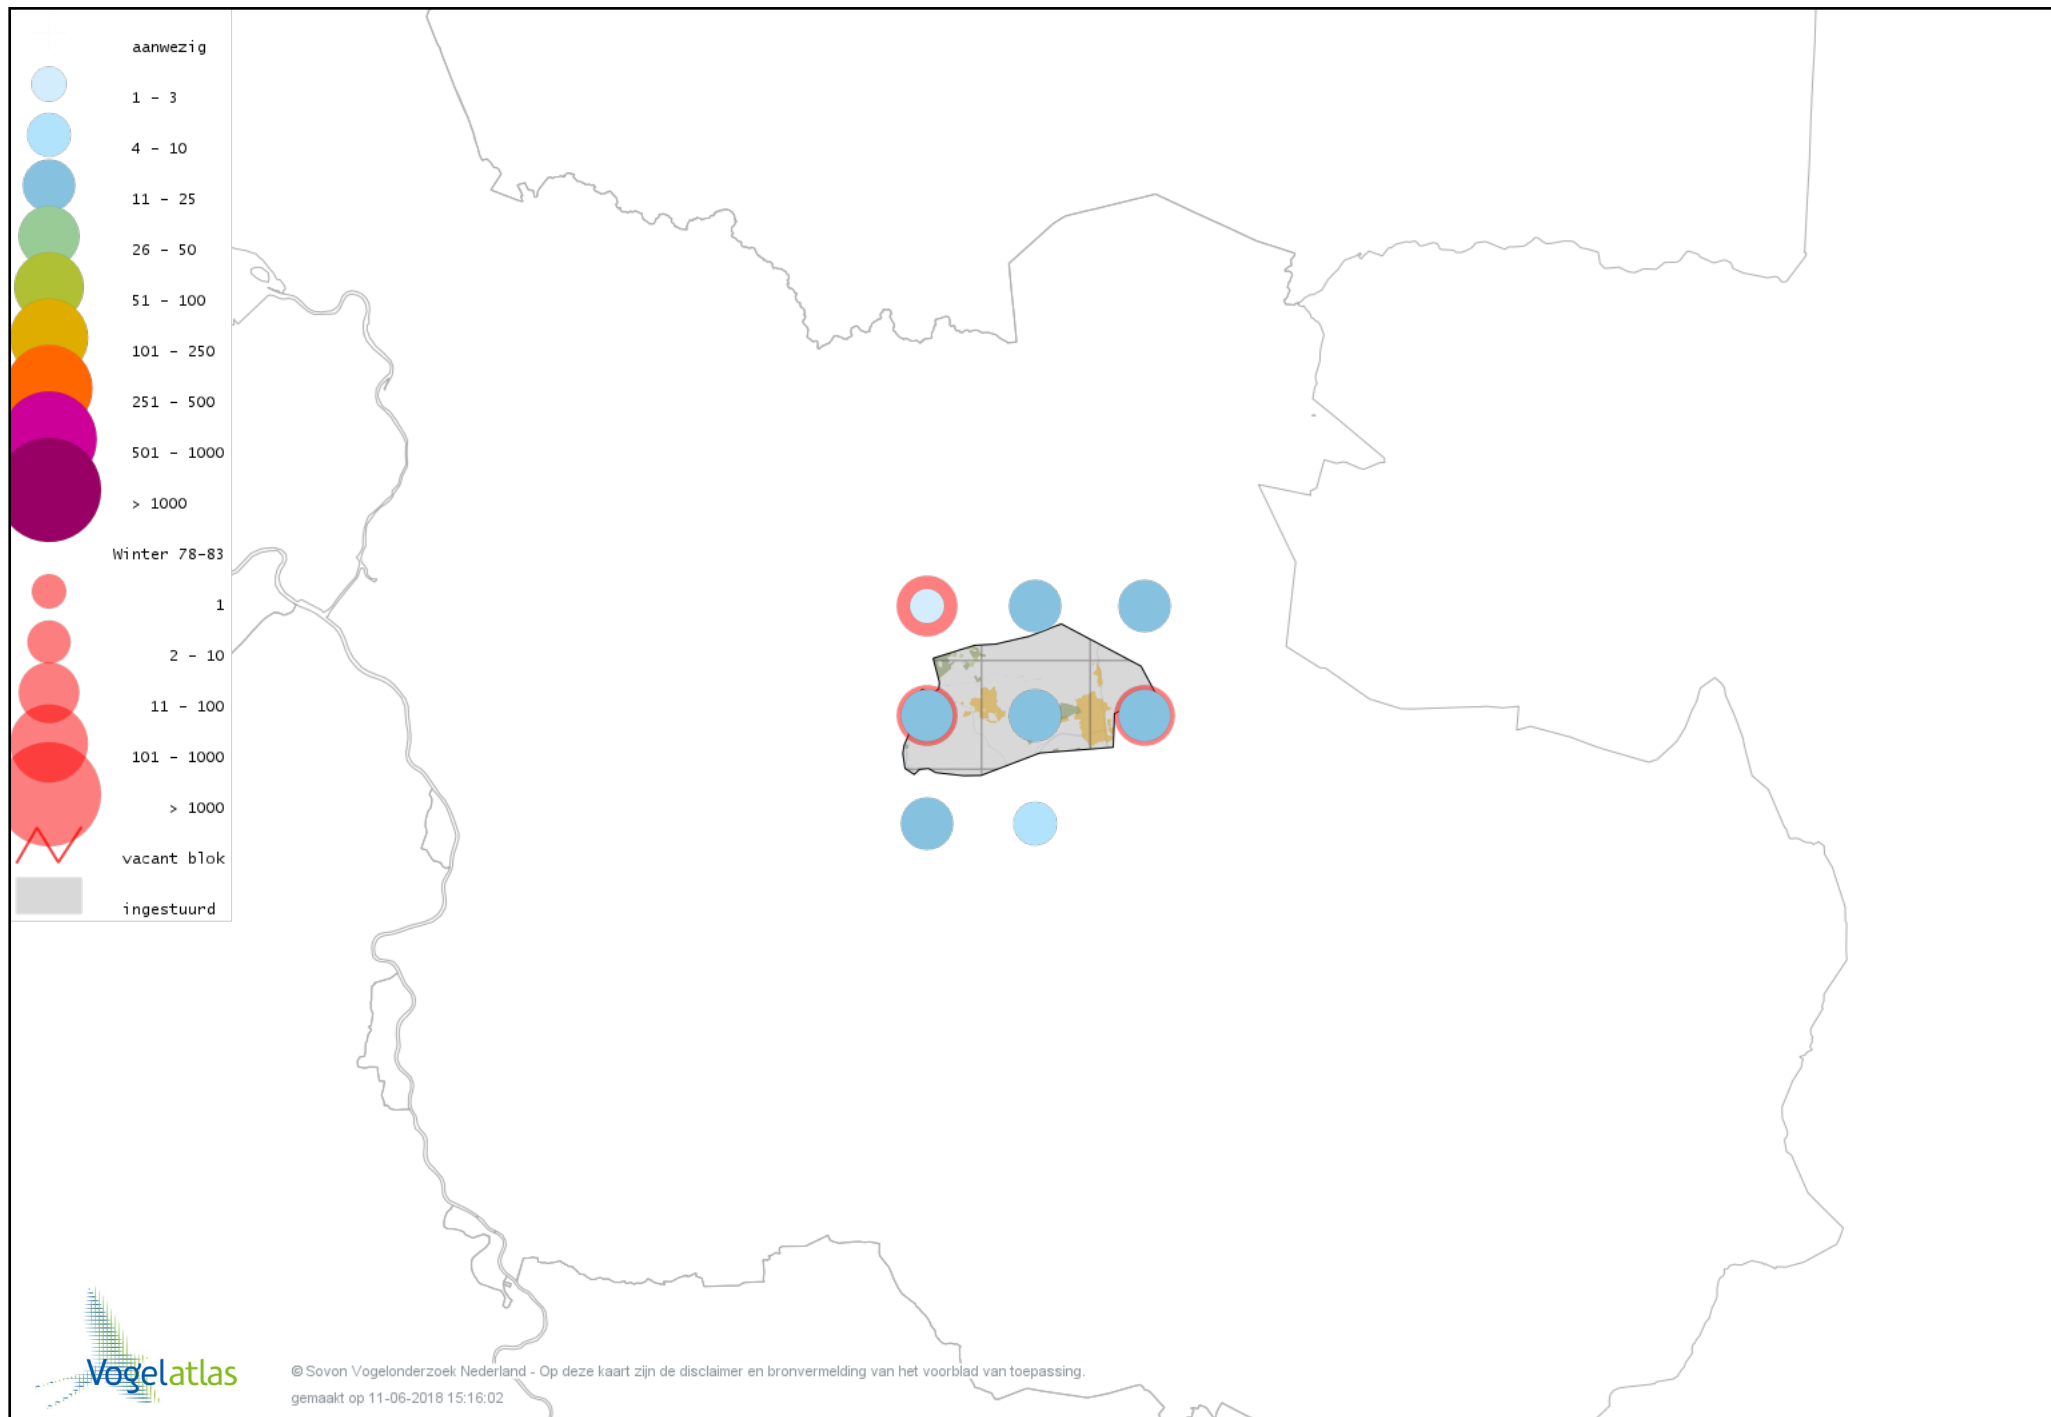 aanwezig
1 - 3
4 - 10
11 - 25
26 - 50
51 - 100
101 - 250
251 - 500
501 - 1000
> 1000
Winter 78-83
1
2 - 10
11 - 100
101 - 1000
> 1000
vacant blok
ingestuurd
Vogelatlas
© Sovon Vogelonderzoek Nederland - Op deze kaart zijn de disclaimer en bronvermelding van het voorblad van toepassing.
gemaakt op 11-06-2018 15:16:02